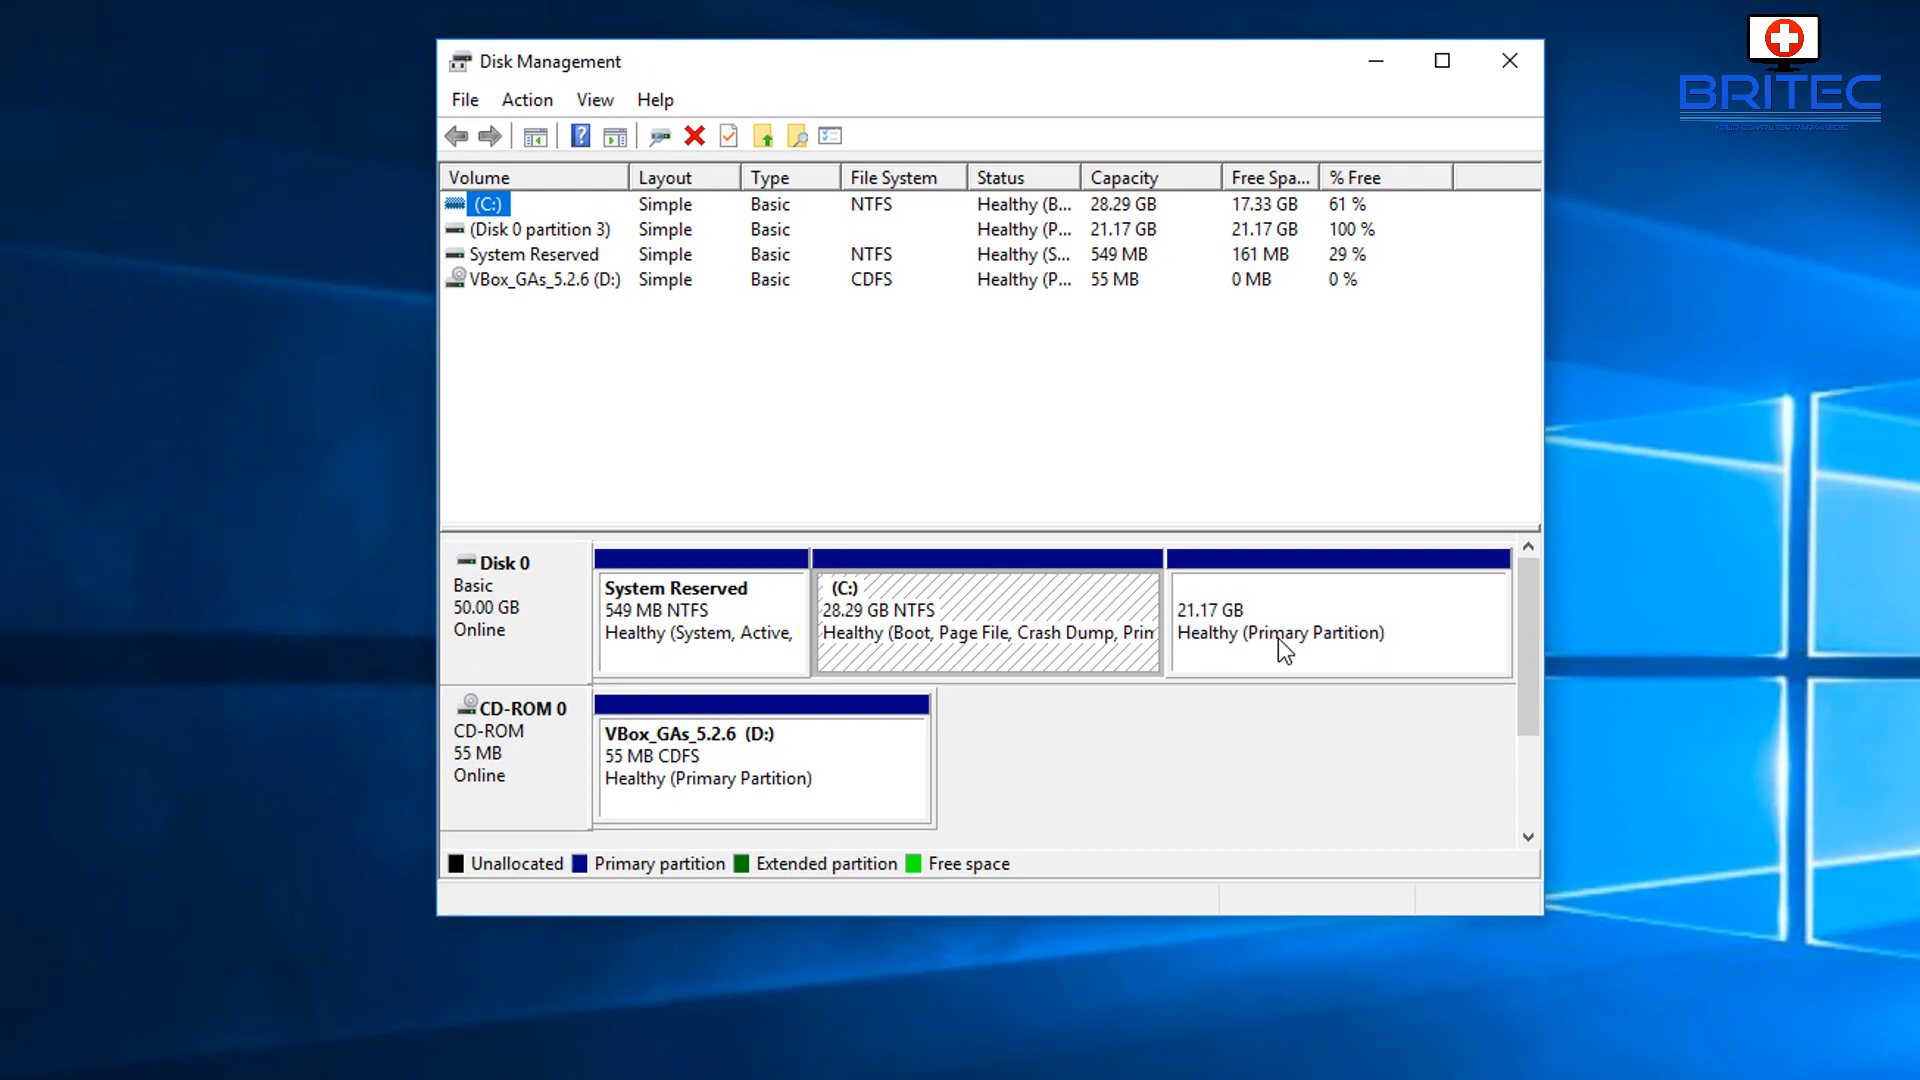 BRITEC
YOUR COMPUTER PARAMEDIC
Disk Management
File Action View Help
Volume Layout Type File System Status Capacity Free Spa... % Free
(C:) Simple Basic NTFS Healthy (B... 28.29 GB 17.33 GB 61 %
(Disk 0 partition 3) Simple Basic Healthy (P... 21.17 GB 21.17 GB 100 %
System Reserved Simple Basic NTFS Healthy (S... 549 MB 161 MB 29 %
VBox_GAs_5.2.6 (D:) Simple Basic CDFS Healthy (P... 55 MB 0 MB 0 %
Disk 0
Basic
50.00 GB
Online
System Reserved
549 MB NTFS
Healthy (System, Active,
(C:)
28.29 GB NTFS
Healthy (Boot, Page File, Crash Dump, Prim
21.17 GB
Healthy (Primary Partition)
CD-ROM 0
CD-ROM
55 MB
Online
VBox_GAs_5.2.6 (D:)
55 MB CDFS
Healthy (Primary Partition)
Unallocated Primary partition Extended partition Free space